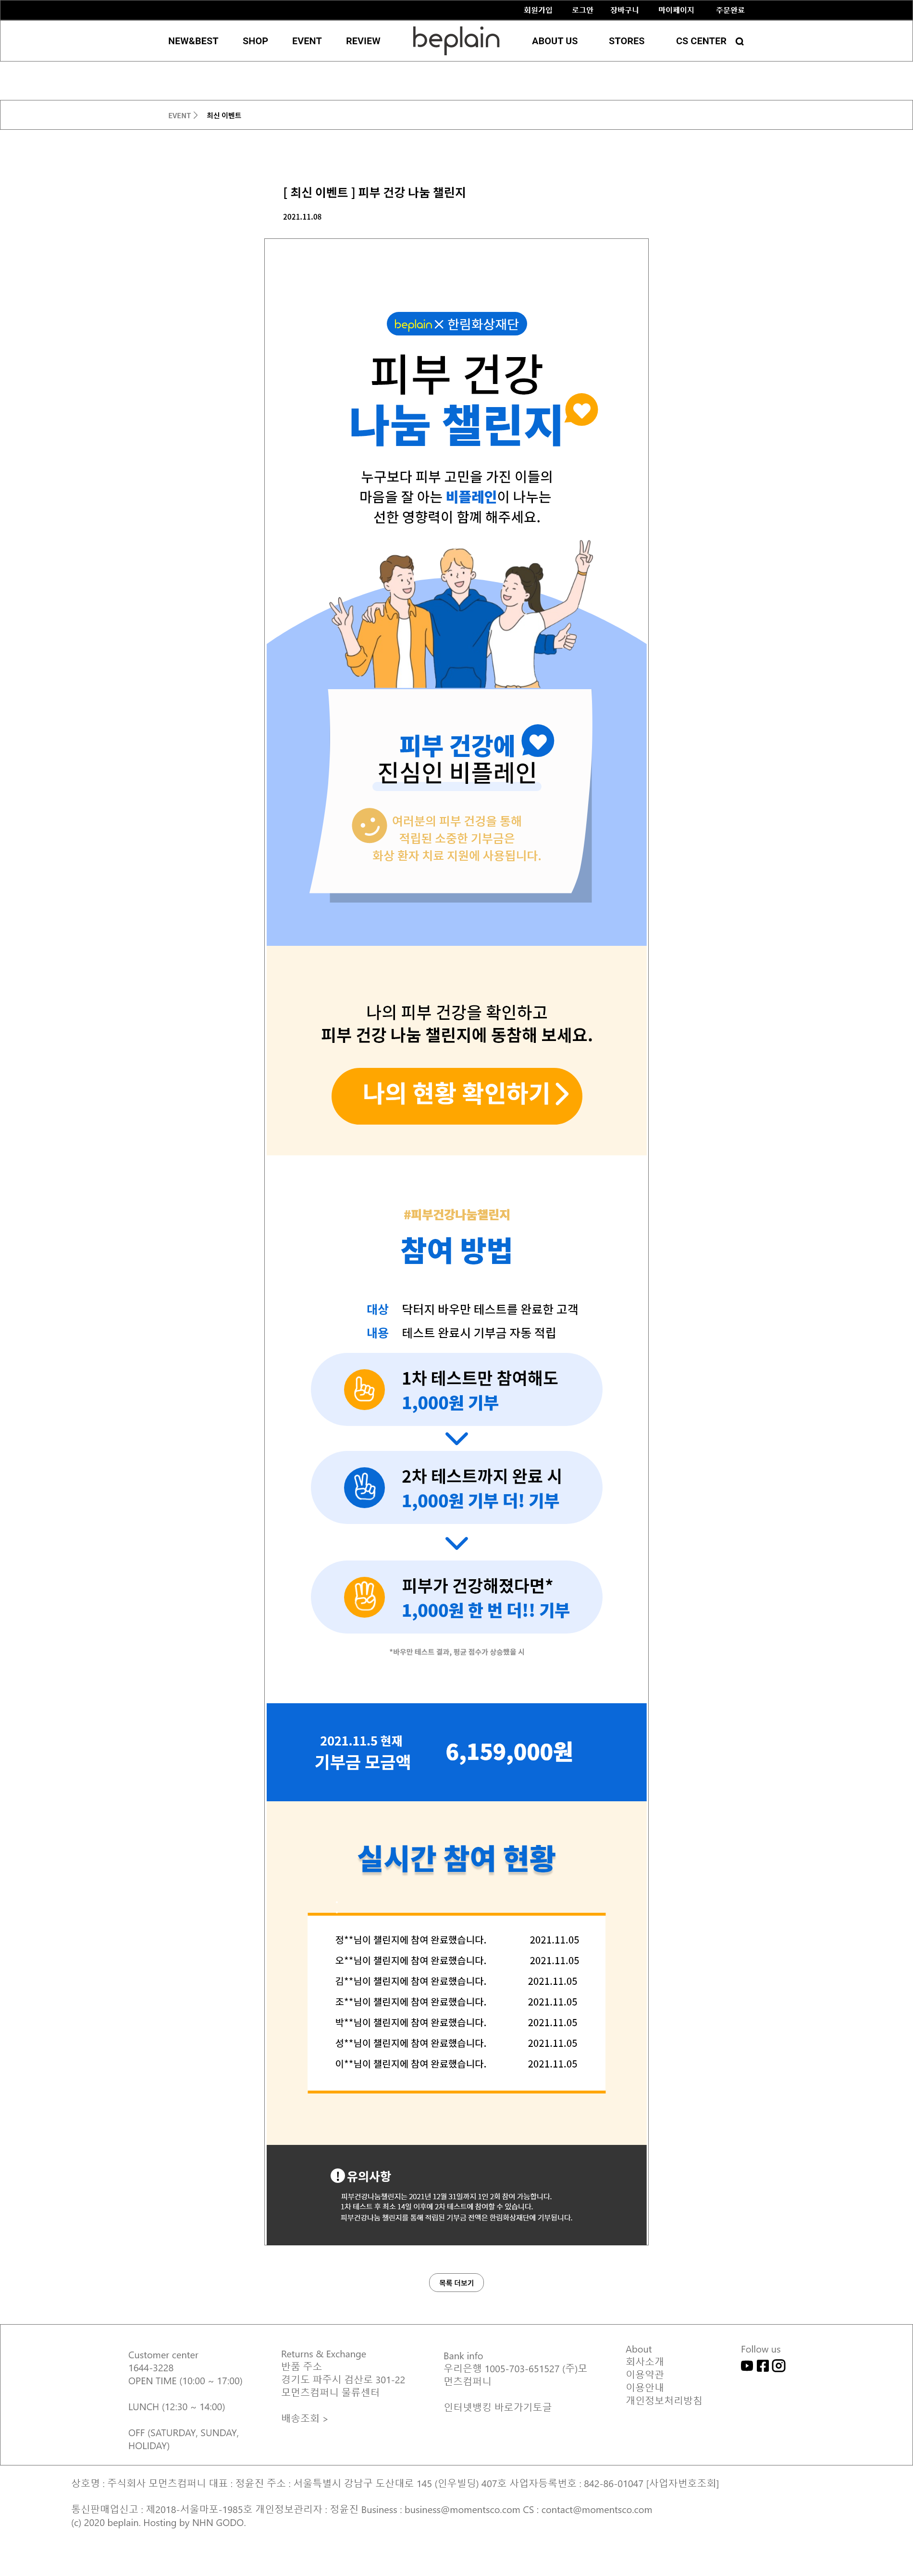 회원가입 로그안 장바구니 마이페이지 주문완료
NEW&BEST SHOP EVENT REVIEW beplain ABOUT US STORES CS CENTER
EVENT > 최신 이벤트
[ 최신 이벤트 ] 피부 건강 나눔 챌린지
2021.11.08
beplain × 한림화상재단
피부 건강
나눔 챌린지
누구보다 피부 고민을 가진 이들의
마음을 잘 아는 비플레인이 나누는
선한 영향력이 함께 해주세요.
피부 건강에
진심인 비플레인
여러분의 피부 건겅을 통해
적립된 소중한 기부금은
화상 환자 치료 지원에 사용됩니다.
나의 피부 건강을 확인하고
피부 건강 나눔 챌린지에 동참해 보세요.
나의 현황 확인하기
#피부건강나눔챌린지
참여 방법
대상 닥터지 바우만 테스트를 완료한 고객
내용 테스트 완료시 기부금 자동 적립
1차 테스트만 참여해도
1,000원 기부
2차 테스트까지 완료 시
1,000원 기부 더! 기부
피부가 건강해졌다면*
1,000원 한 번 더!! 기부
*바우만 테스트 결과, 평균 점수가 상승했을 시
2021.11.5 현재
기부금 모금액
6,159,000원
실시간 참여 현황
정**님이 챌린지에 참여 완료했습니다. 2021.11.05
오**님이 챌린지에 참여 완료했습니다. 2021.11.05
김**님이 챌린지에 참여 완료했습니다. 2021.11.05
조**님이 챌린지에 참여 완료했습니다. 2021.11.05
박**님이 챌린지에 참여 완료했습니다. 2021.11.05
성**님이 챌린지에 참여 완료했습니다. 2021.11.05
이**님이 챌린지에 참여 완료했습니다. 2021.11.05
유의사항
피부건강나눔챌린지는 2021년 12월 31일까지 1인 2회 참여 가능합니다.
1차 테스트 후 최소 14일 이후에 2차 테스트에 참여할 수 있습니다.
피부건강나눔 챌린지를 통해 적립된 기부금 전액은 한림화상재단에 기부됩니다.
목록 더보기
Customer center
1644-3228
OPEN TIME (10:00 ~ 17:00)
LUNCH (12:30 ~ 14:00)
OFF (SATURDAY, SUNDAY,
HOLIDAY)
Returns & Exchange
반품 주소
경기도 파주시 검산로 301-22
모먼츠컴퍼니 물류센터
배송조회 >
Bank info
우리은행 1005-703-651527 (주)모
먼츠컴퍼니
인터넷뱅킹 바로가기토글
About
회사소개
이용약관
이용안내
개인정보처리방침
Follow us
상호명 : 주식회사 모먼츠컴퍼니 대표 : 정윤진 주소 : 서울특별시 강남구 도산대로 145 (인우빌딩) 407호 사업자등록번호 : 842-86-01047 [사업자번호조회]
통신판매업신고 : 제2018-서울마포-1985호 개인정보관리자 : 정윤진 Business : business@momentsco.com CS : contact@momentsco.com
(c) 2020 beplain. Hosting by NHN GODO.